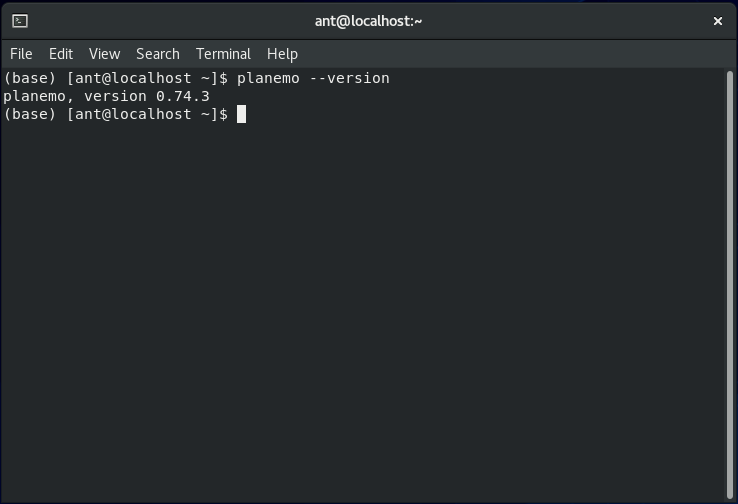 ant@localhost:~
File Edit View Search Terminal Help
(base) [ant@localhost ~]$ planemo --version
planemo, version 0.74.3
(base) [ant@localhost ~]$